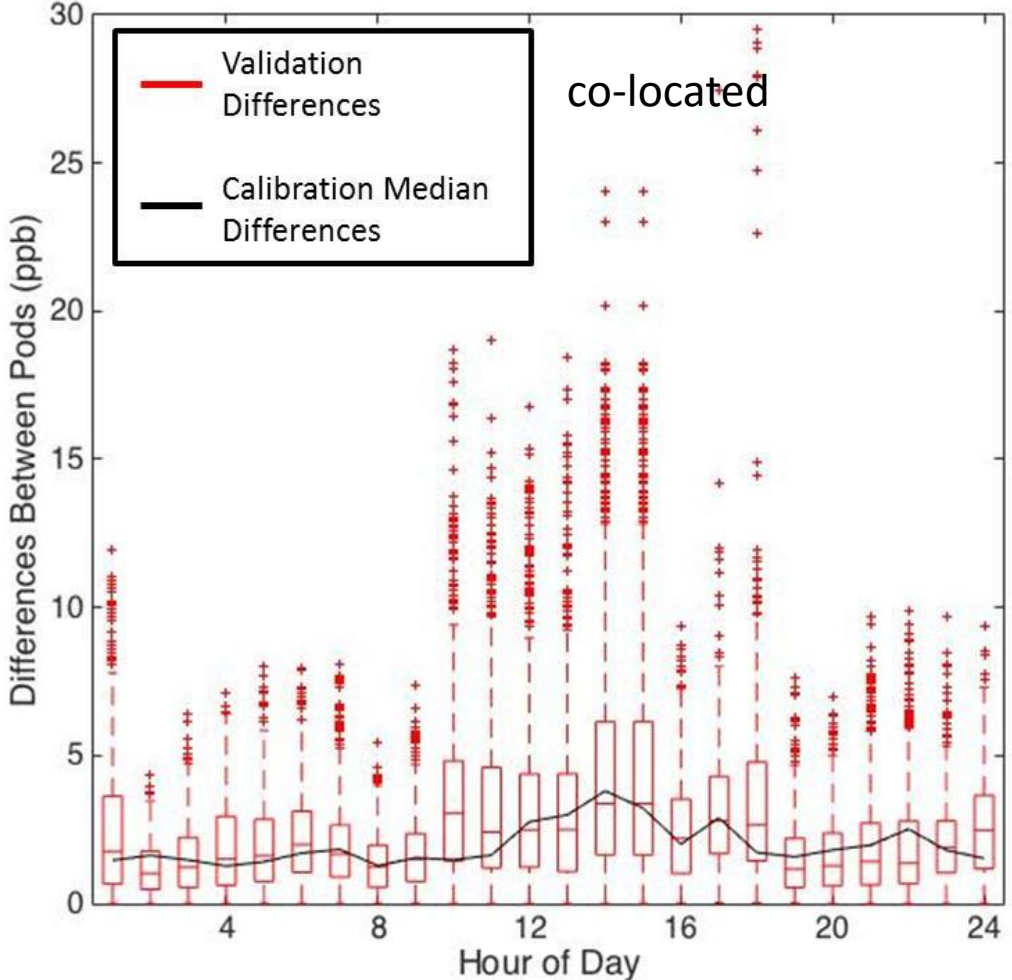 30
Validation
Differences
co-located
25
Calibration Median
Differences
20
15
10
5
0
Differences Between Pods (ppb)
4 8 12 16 20 24
Hour of Day